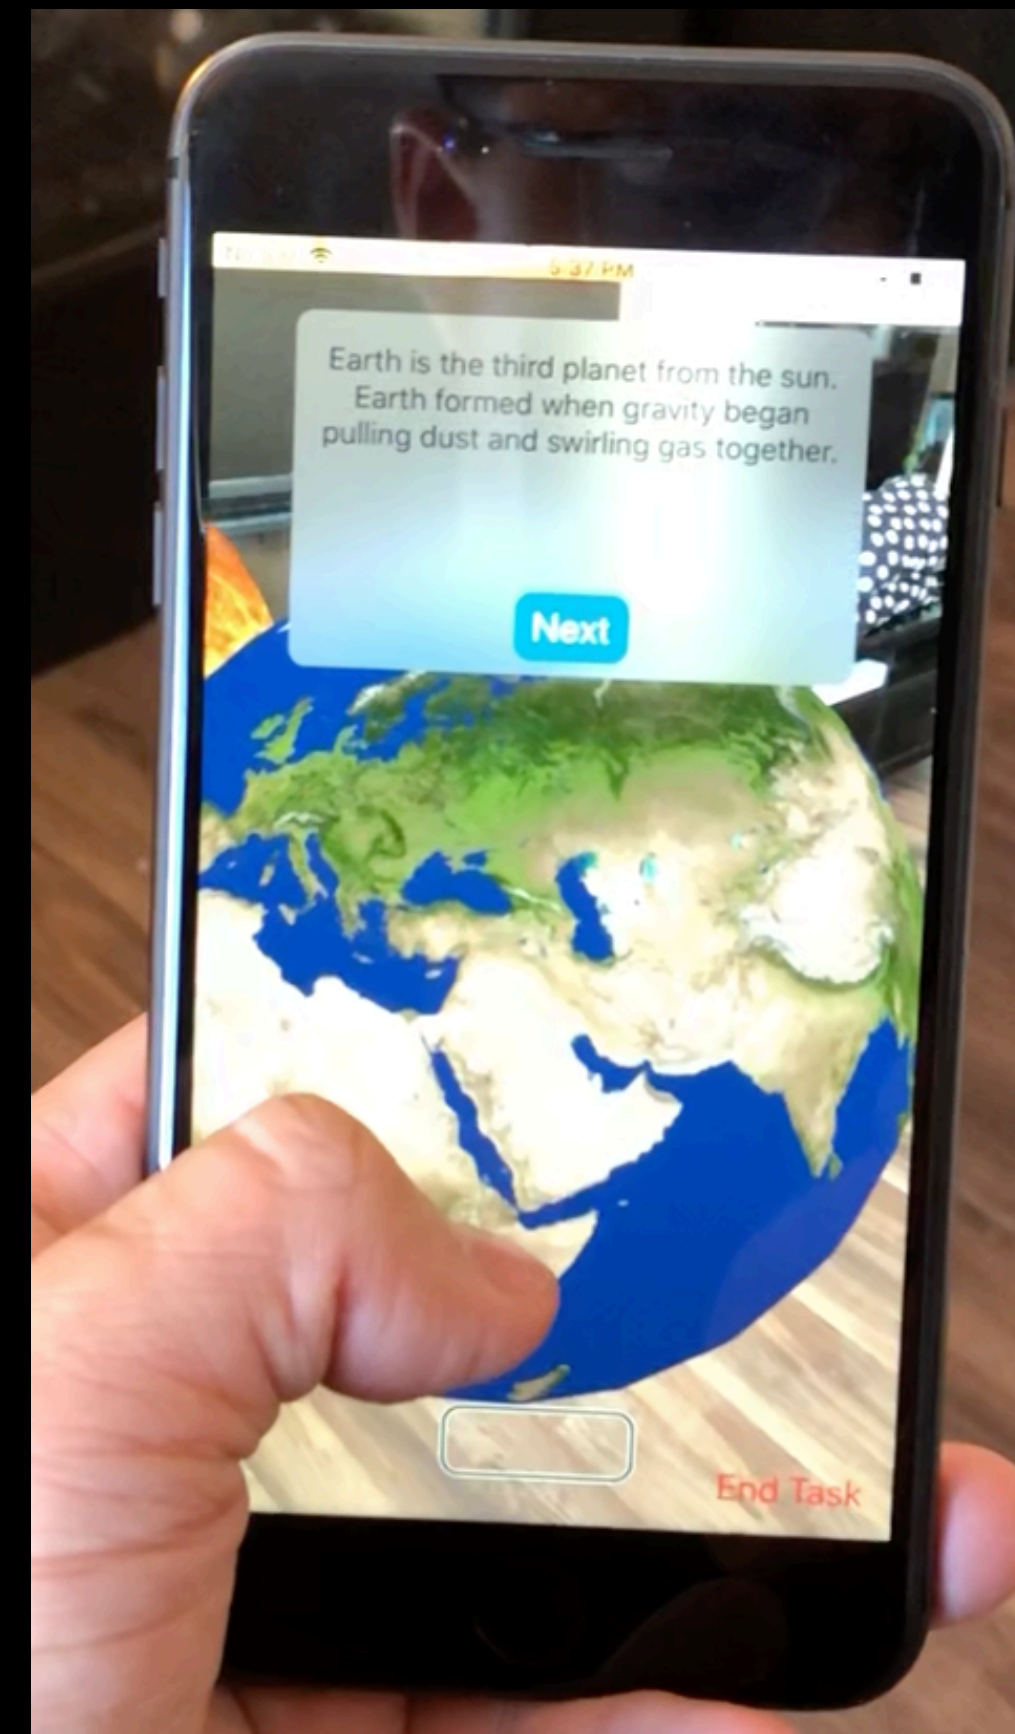 5:37 PM
Earth is the third planet from the sun.
Earth formed when gravity began
pulling dust and swirling gas together.
Next
End Task